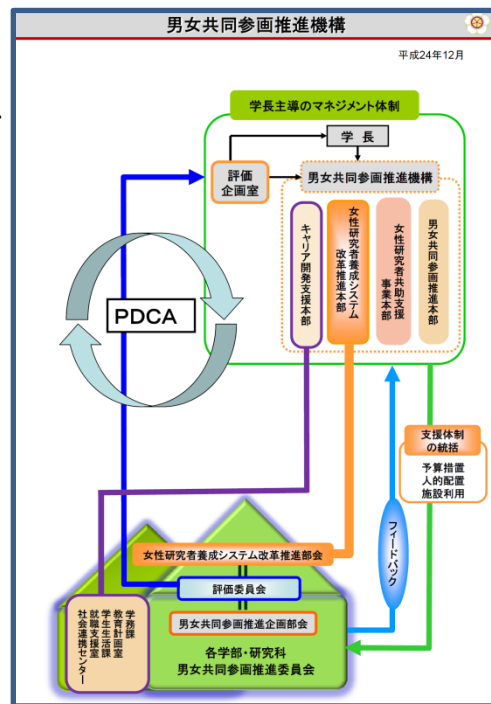 男女共同参画推進機構
平成24年12月
学長主導のマネジメント体制
学 長
評価
企画室
男女共同参画推進機構
キャリア開発支援本部
女性研究者養成システム
改革推進本部
女性研究者共助支援
事業本部
男女共同参画推進本部
PDCA
支援体制
の統括
予算措置
人的配置
施設利用
フィードバック
女性研究者養成システム改革推進部会
評価委員会
男女共同参画推進企画部会
各学部・研究科
男女共同参画推進委員会
学務課
教育計画室
学生生活課
就職支援室
社会連携センター